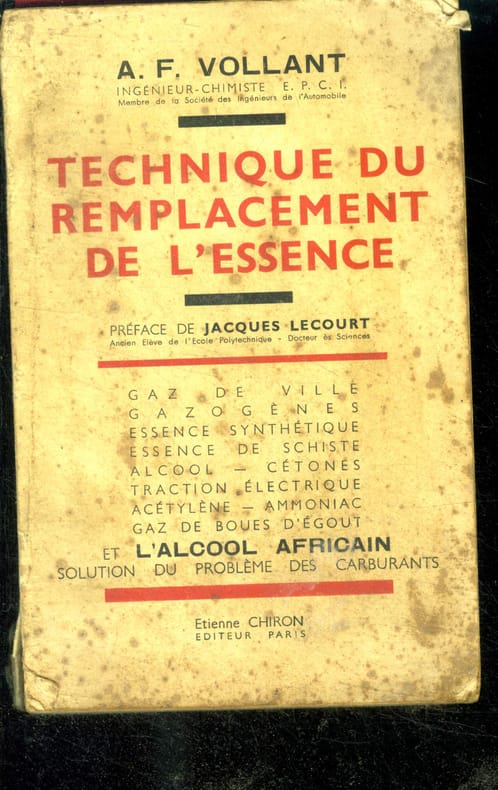 A. F. VOLLANT
INGÉNIEUR-CHIMISTE E. P. C. I.
Membre de la Société des Ingénieurs de l'Automobile
TECHNIQUE DU
REMPLACEMENT
DE L'ESSENCE
PRÉFACE DE JACQUES LECOURT
Ancien Elève de l'Ecole Polytechnique - Docteur ès Sciences
GAZ DE VILLE
GAZOGÈNES
ESSENCE SYNTHÉTIQUE
ESSENCE DE SCHISTE
ALCOOL — CÉTONES
TRACTION ÉLECTRIQUE
ACÉTYLÈNE — AMMONIAC
GAZ DE BOUES D'ÉGOUT
ET L'ALCOOL AFRICAIN
SOLUTION DU PROBLÈME DES CARBURANTS
Etienne CHIRON
EDITEUR PARIS